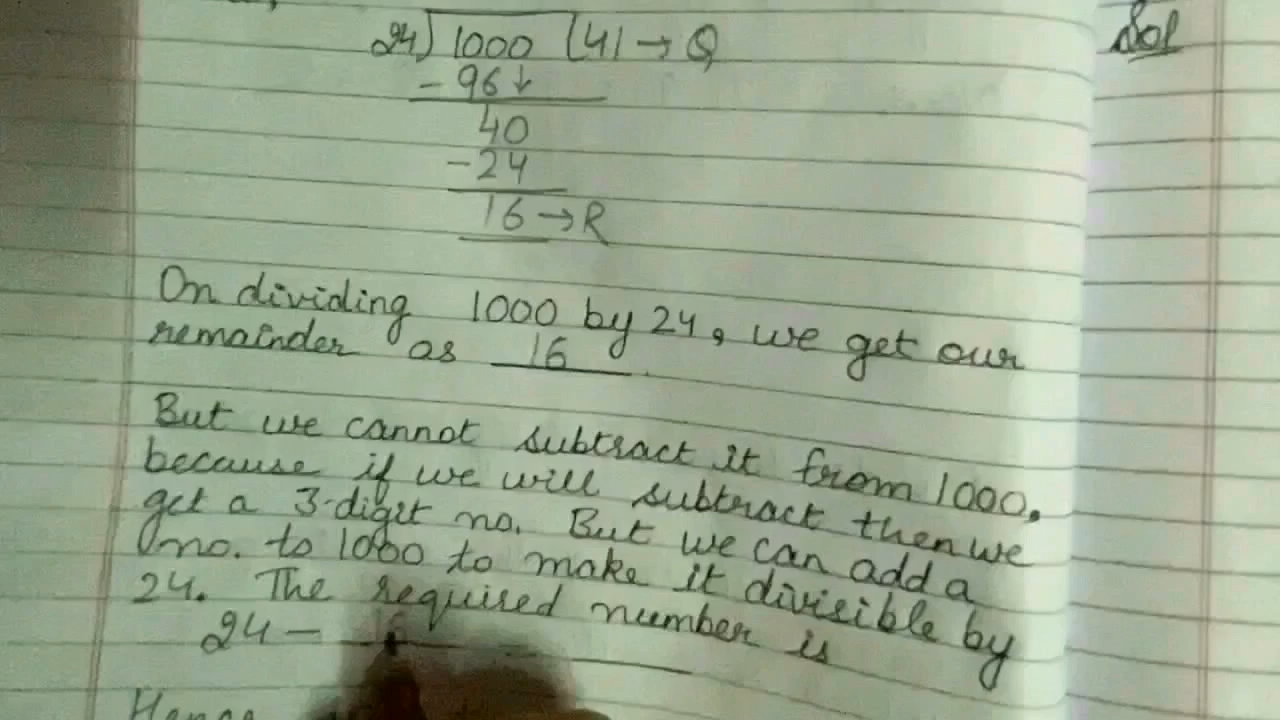 24) 1000 (41 → Q
- 96 ↓
40
- 24
16 → R
Sol
On dividing 1000 by 24, we get our
remainder as 16
But we cannot subtract it from 1000,
because if we will subtract then we
get a 3-digit no. But we can add a
no. to 1000 to make it divisible by
24. The required number is
24 -
Hence